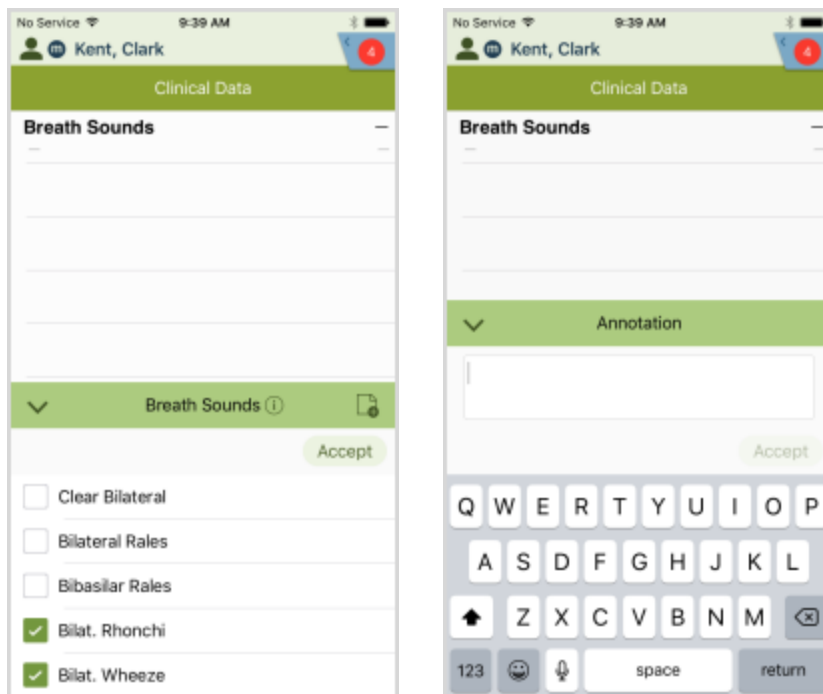 No Service 9:39 AM
m Kent, Clark 4
Clinical Data
Breath Sounds
Breath Sounds
Accept
Clear Bilateral
Bilateral Rales
Bibasilar Rales
Bilat. Rhonchi
Bilat. Wheeze
No Service 9:39 AM
m Kent, Clark 4
Clinical Data
Breath Sounds
Annotation
Accept
Q W E R T Y U I O P
A S D F G H J K L
Z X C V B N M
123 space return